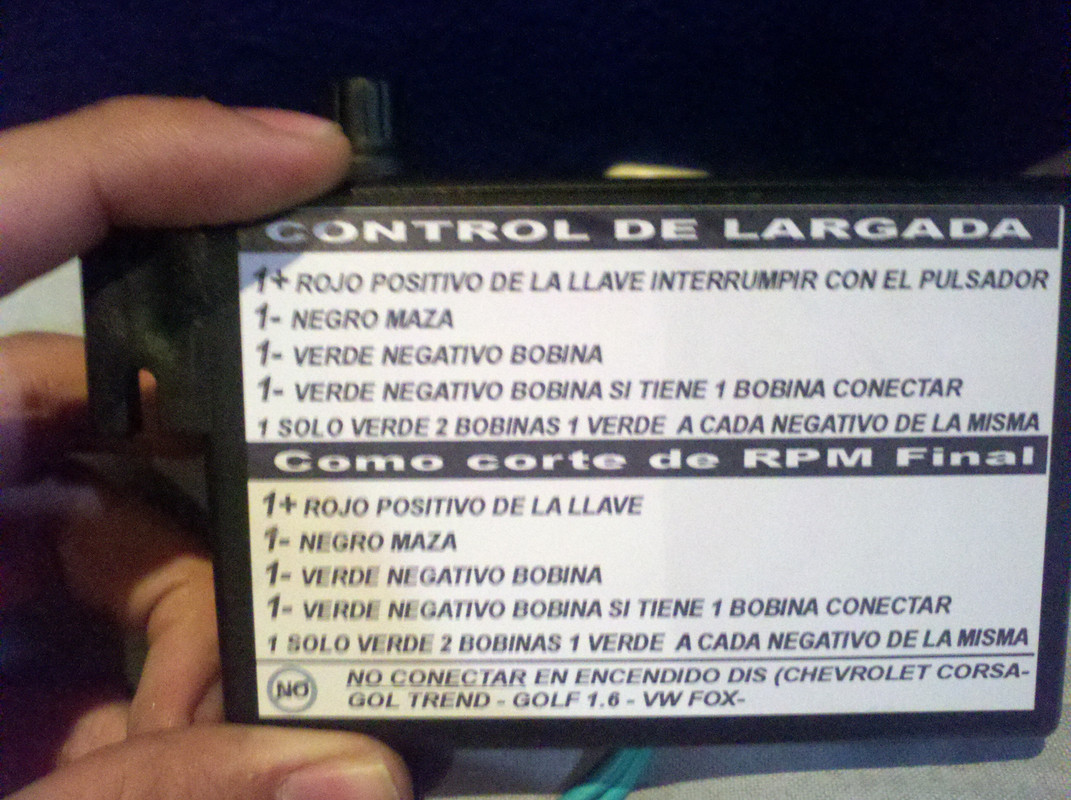 CONTROL DE LARGADA
1+ ROJO POSITIVO DE LA LLAVE INTERRUMPIR CON EL PULSADOR
1- NEGRO MAZA
1- VERDE NEGATIVO BOBINA
1- VERDE NEGATIVO BOBINA SI TIENE 1 BOBINA CONECTAR
1 SOLO VERDE 2 BOBINAS 1 VERDE A CADA NEGATIVO DE LA MISMA
Como corte de RPM Final
1+ ROJO POSITIVO DE LA LLAVE
1- NEGRO MAZA
1- VERDE NEGATIVO BOBINA
1- VERDE NEGATIVO BOBINA SI TIENE 1 BOBINA CONECTAR
1 SOLO VERDE 2 BOBINAS 1 VERDE A CADA NEGATIVO DE LA MISMA
NO
NO CONECTAR EN ENCENDIDO DIS (CHEVROLET CORSA-
GOL TREND - GOLF 1.6 - VW FOX-